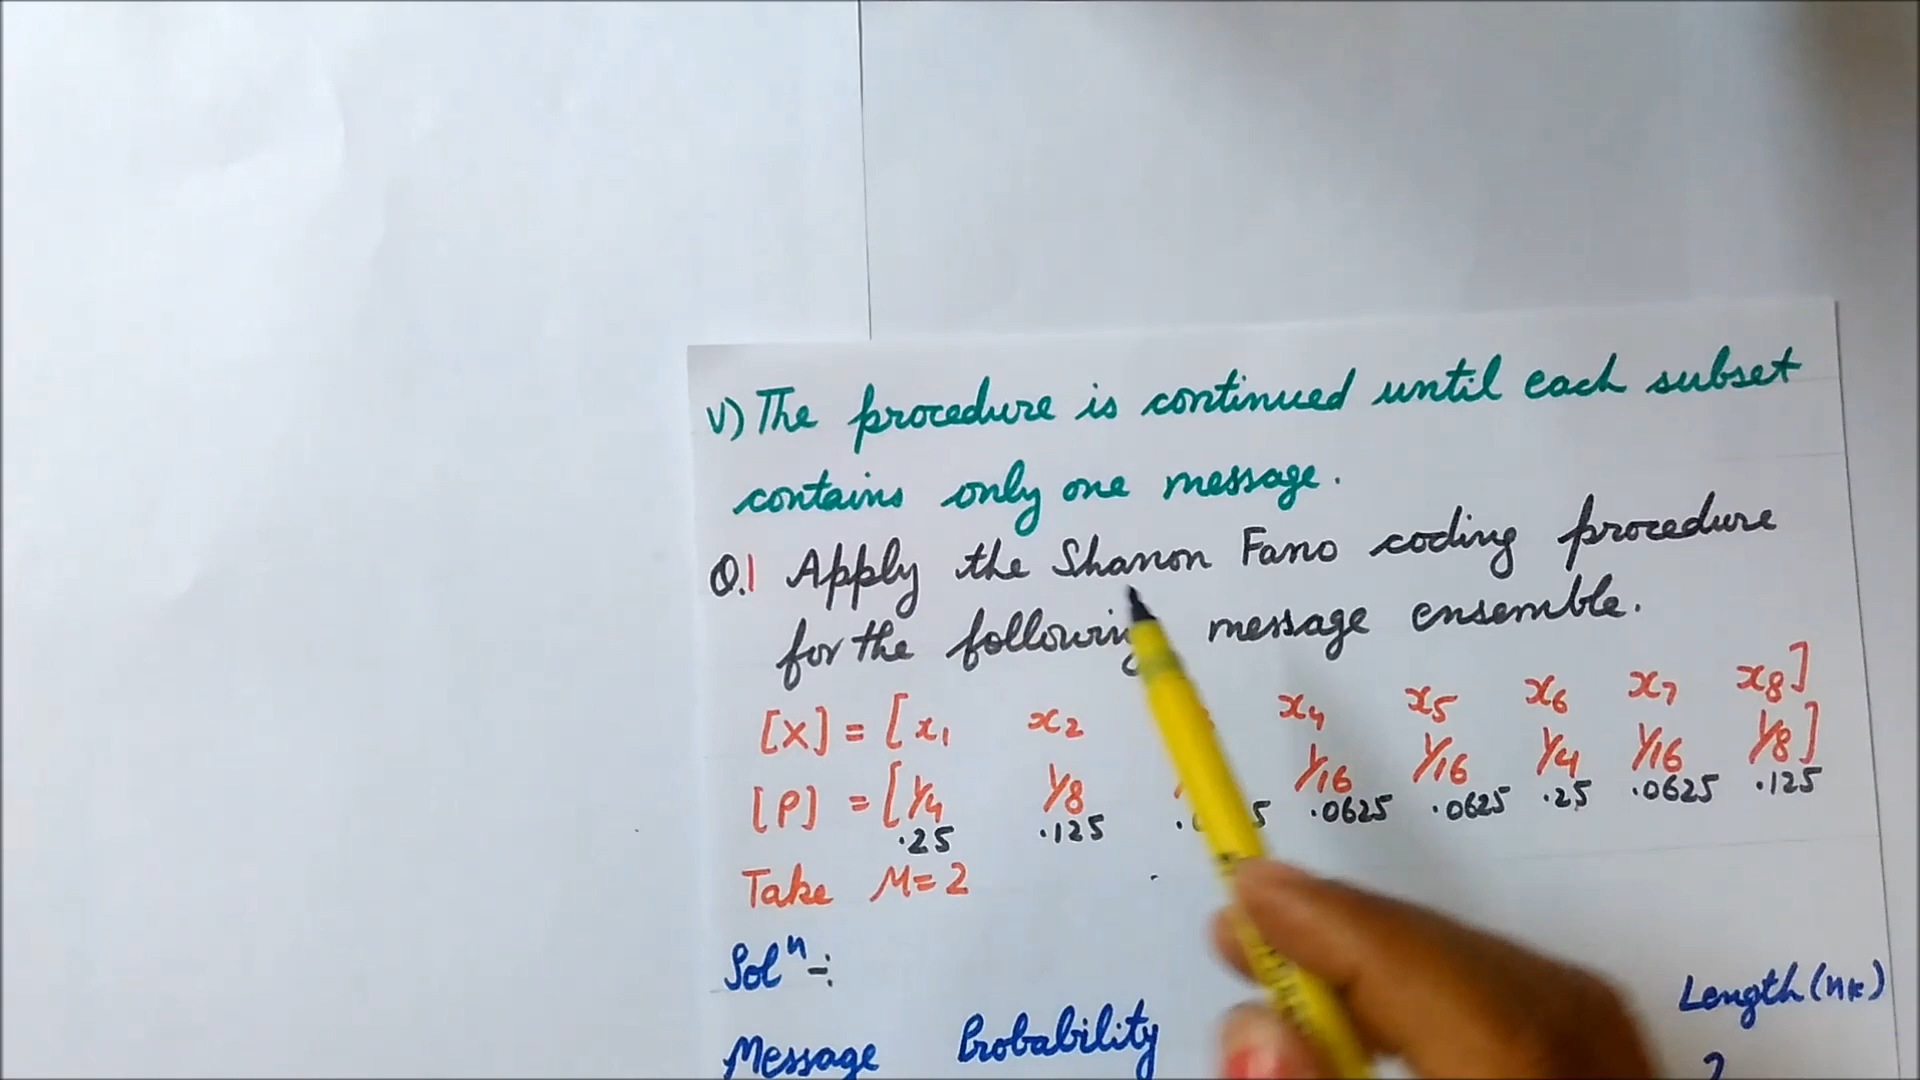 V) The procedure is continued until each subset
contains only one message.
Q.1 Apply the Shanon Fano coding procedure
for the following message ensemble.
[X] = [x₁ x₂ x₄ x₅ x₆ x₇ x₈]
[P] = [1/4 1/8 1/16 1/16 1/4 1/16 1/8]
.25 .125 .0625 .0625 .25 .0625 .125
Take M=2
Solⁿ -:
Length (nₖ)
Message Probability
2